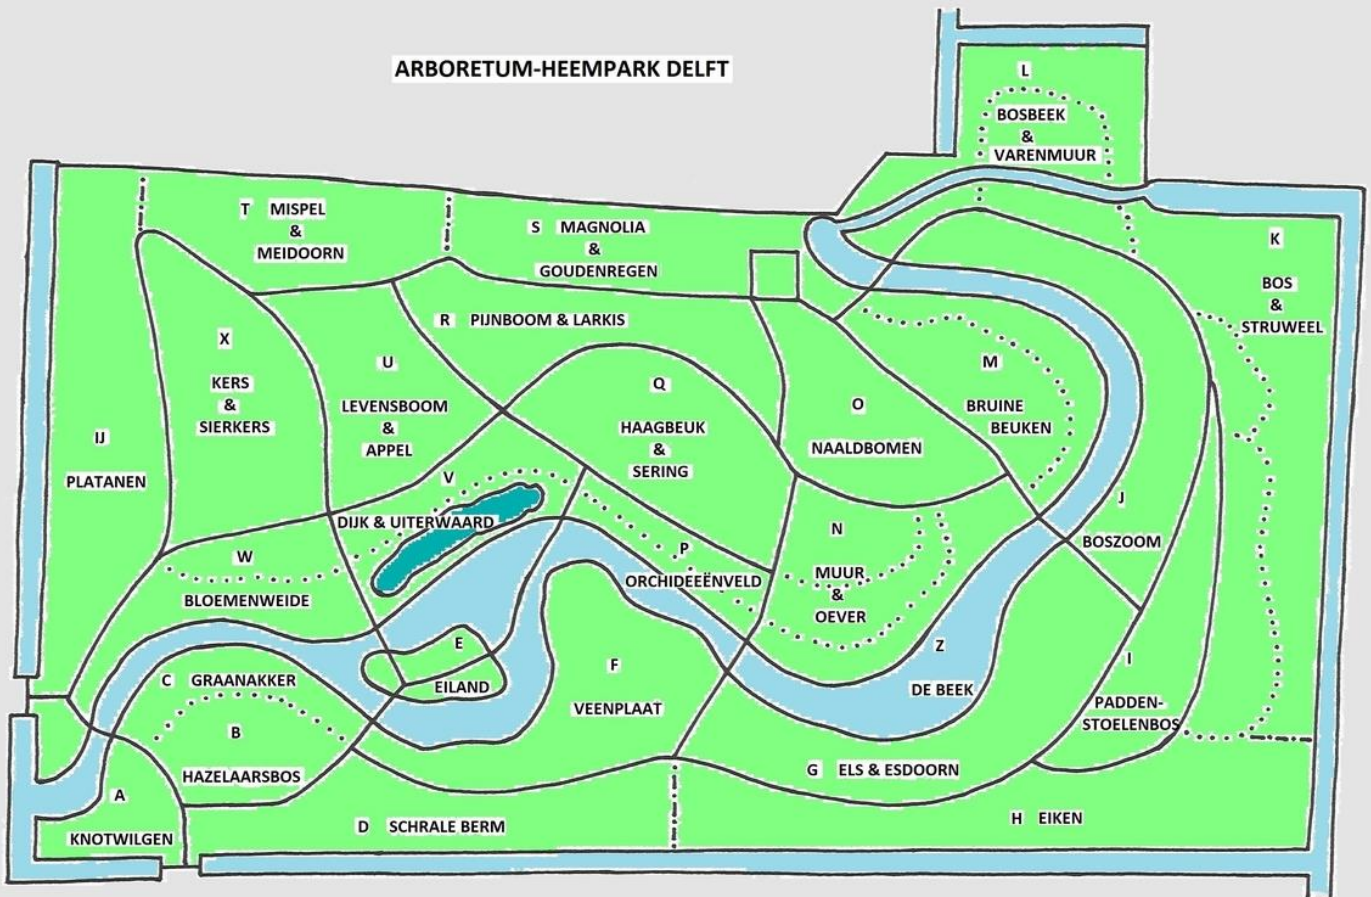 ARBORETUM-HEEMPARK DELFT
L
BOSBEEK
&
VARENMUUR
T MISPEL
&
MEIDOORN
S MAGNOLIA
&
GOUDENREGEN
K
BOS
&
STRUWEEL
R PIJNBOOM & LARKIS
X
KERS
&
SIERKERS
U
LEVENSBOOM
&
APPEL
Q
HAAGBEUK
&
SERING
O
NAALDBOMEN
M
BRUINE
BEUKEN
IJ
PLATANEN
V
DIJK & UITERWAARD
J
BOSZOOM
W
BLOEMENWEIDE
P
ORCHIDEEËNVELD
N
MUUR
&
OEVER
E
EILAND
F
VEENPLAAT
Z
DE BEEK
I
PADDEN-
STOELENBOS
C GRAANAKKER
B
HAZELAARSBOS
A
KNOTWILGEN
D SCHRALE BERM
G ELS & ESDOORN
H EIKEN